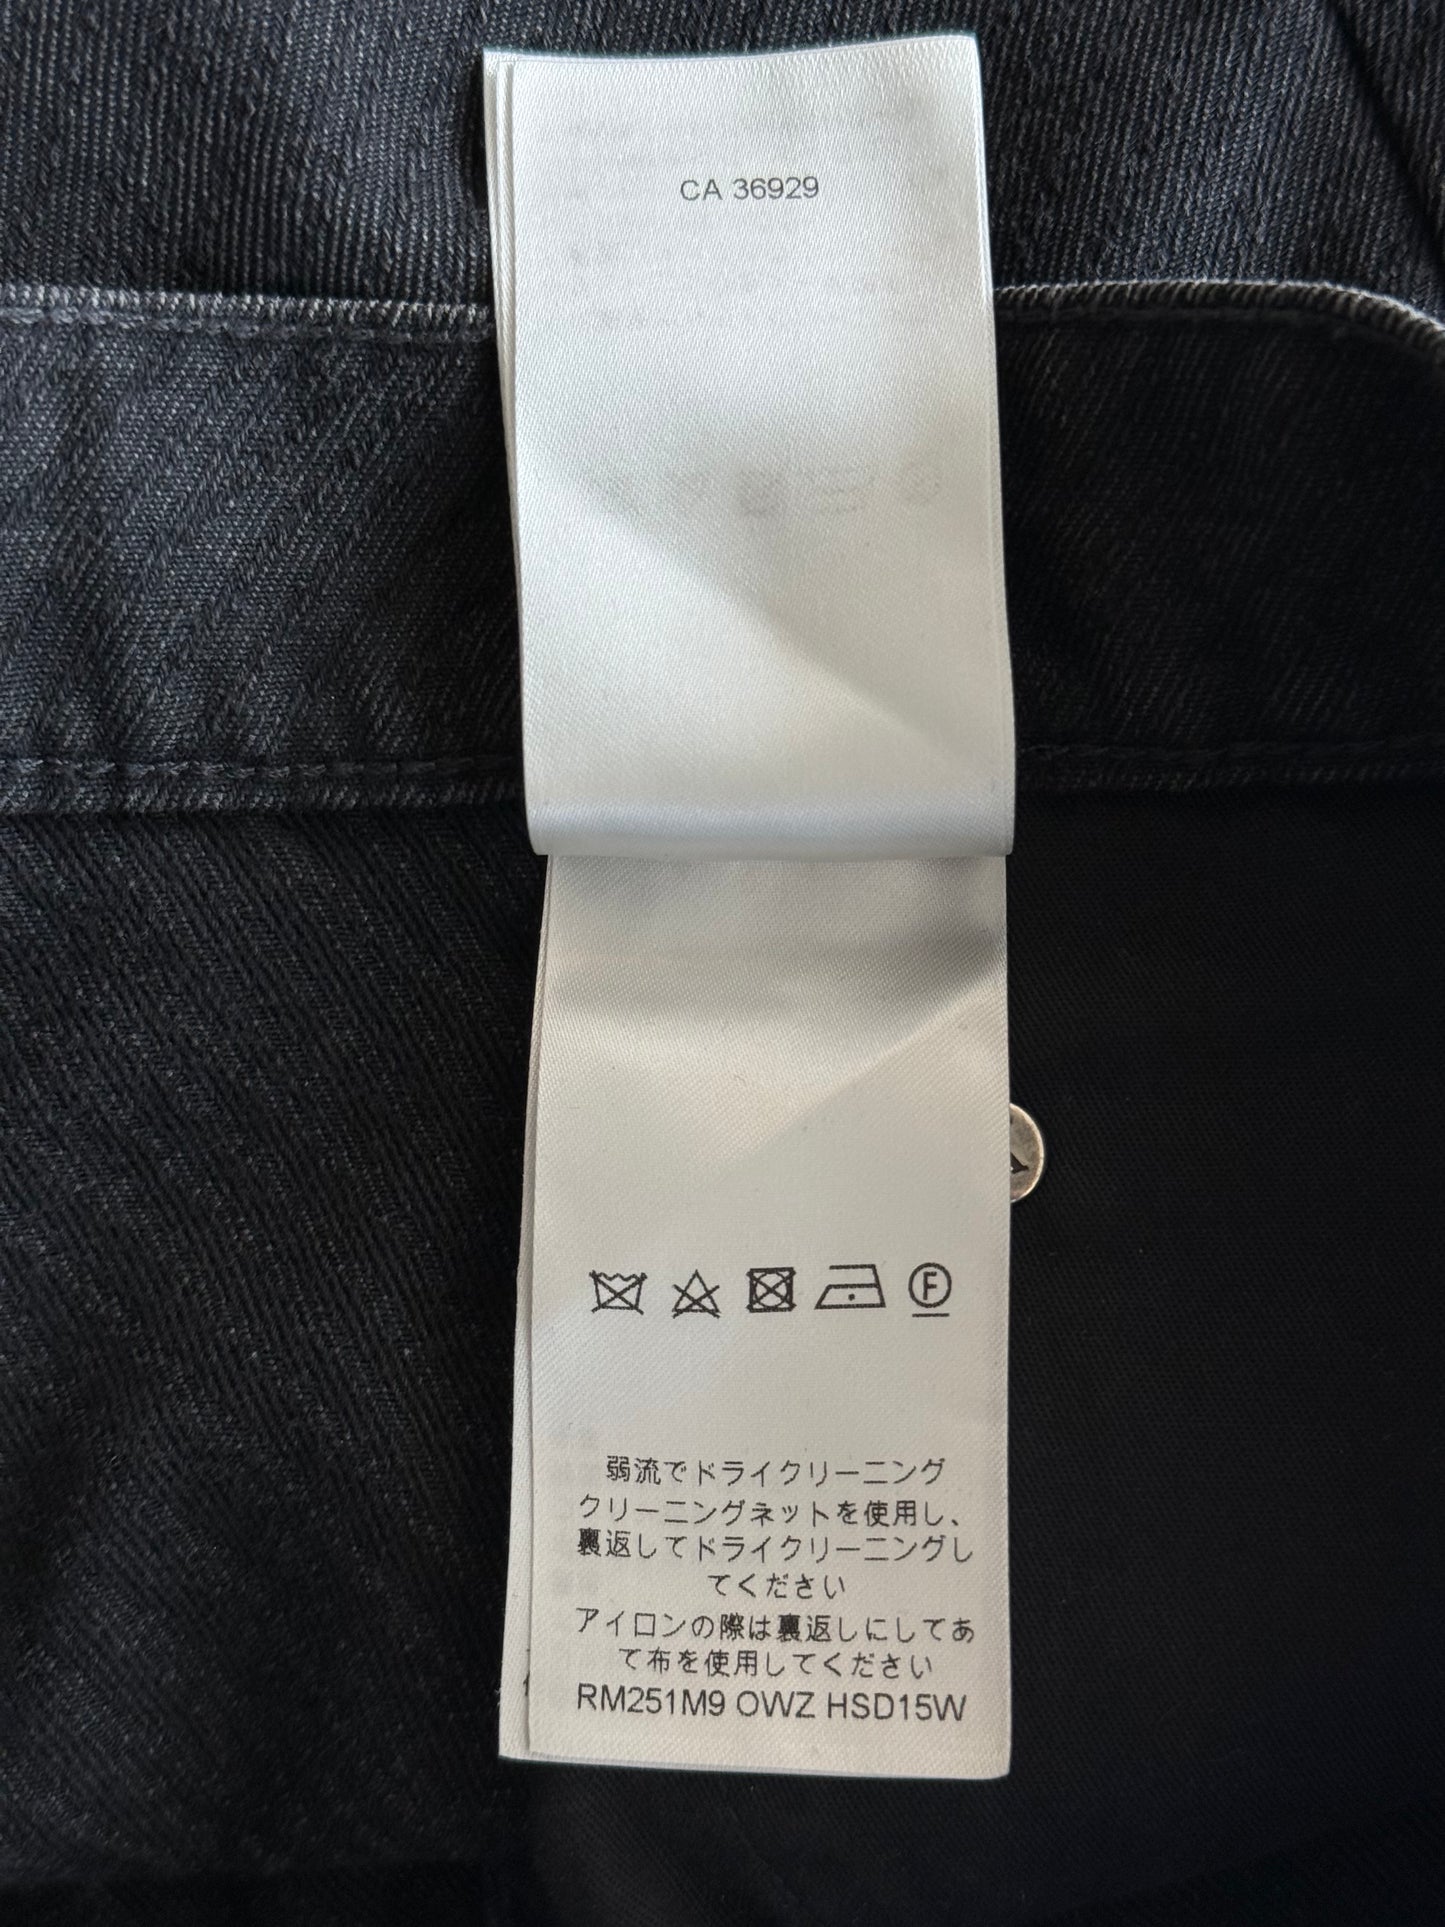 CA 36929
F
弱流でドライクリーニング
クリーニングネットを使用し、
裏返してドライクリーニングし
てください
アイロンの際は裏返しにしてあ
て布を使用してください
RM251M9 OWZ HSD15W